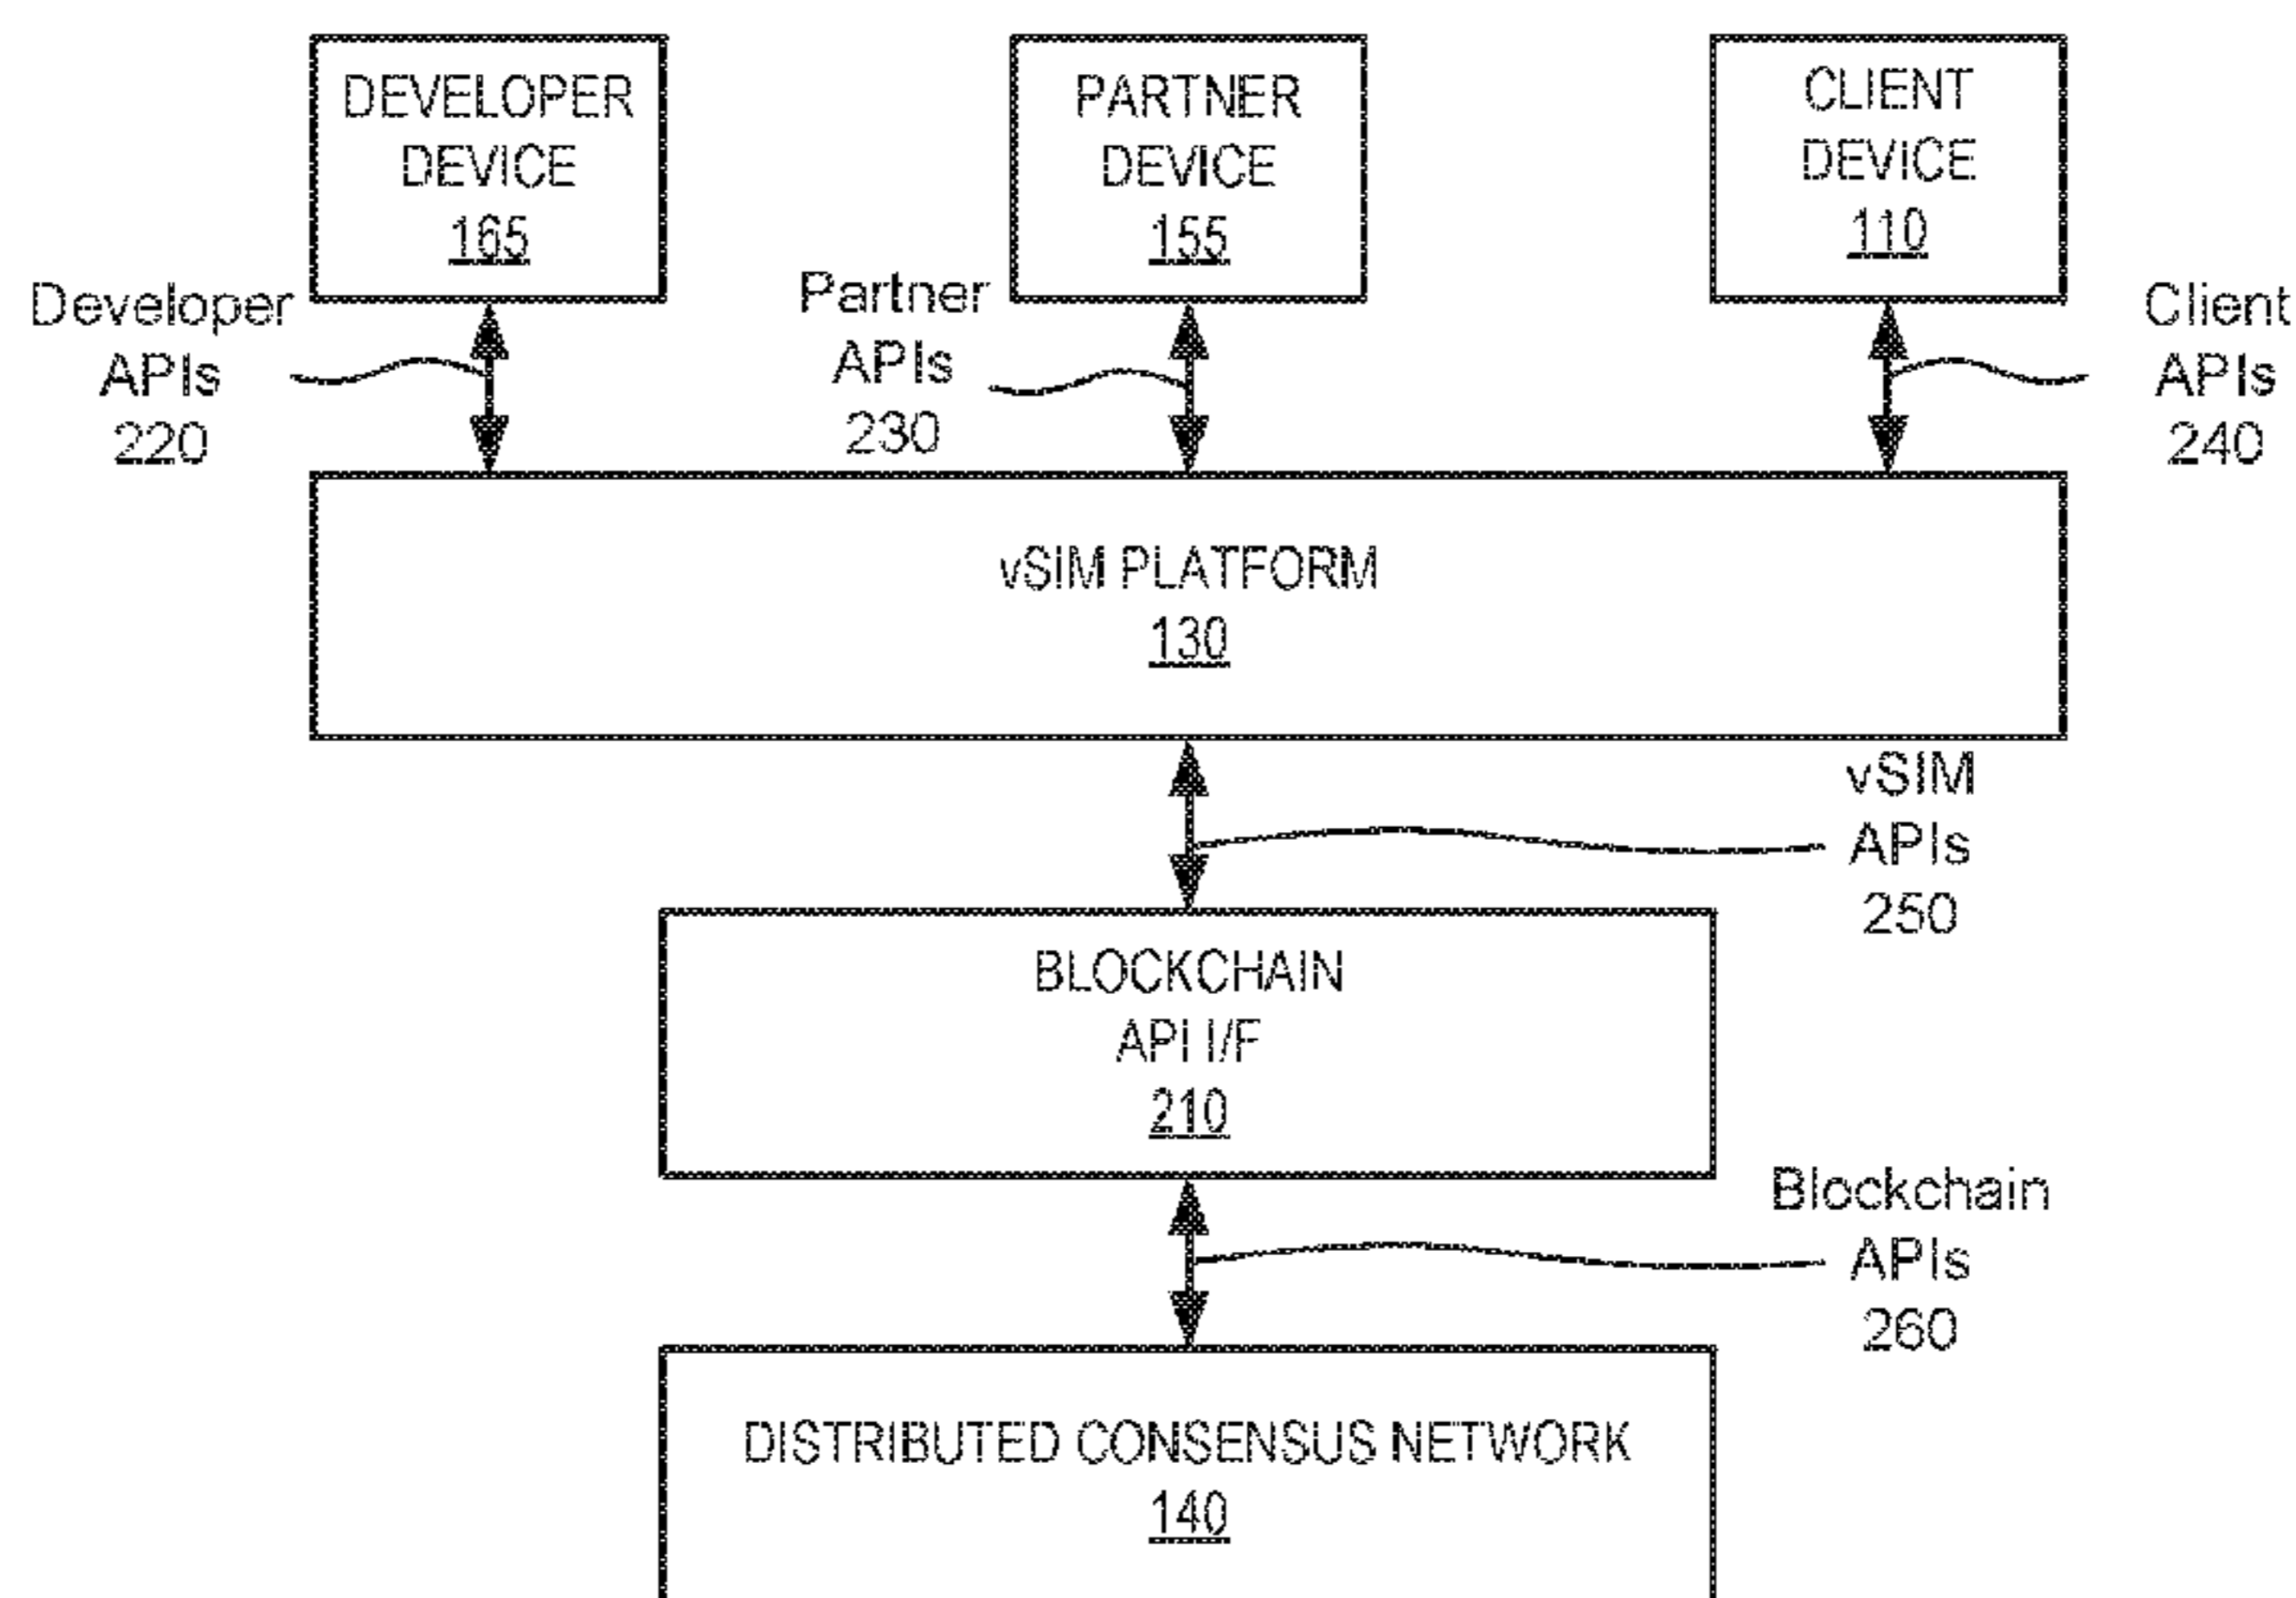 DEVELOPER
DEVICE
165
PARTNER
DEVICE
155
CLIENT
DEVICE
110
Developer
APIs
220
Partner
APIs
230
Client
APIs
240
vSIM PLATFORM
130
vSIM
APIs
250
BLOCKCHAIN
API I/F
210
Blockchain
APIs
260
DISTRIBUTED CONSENSUS NETWORK
140